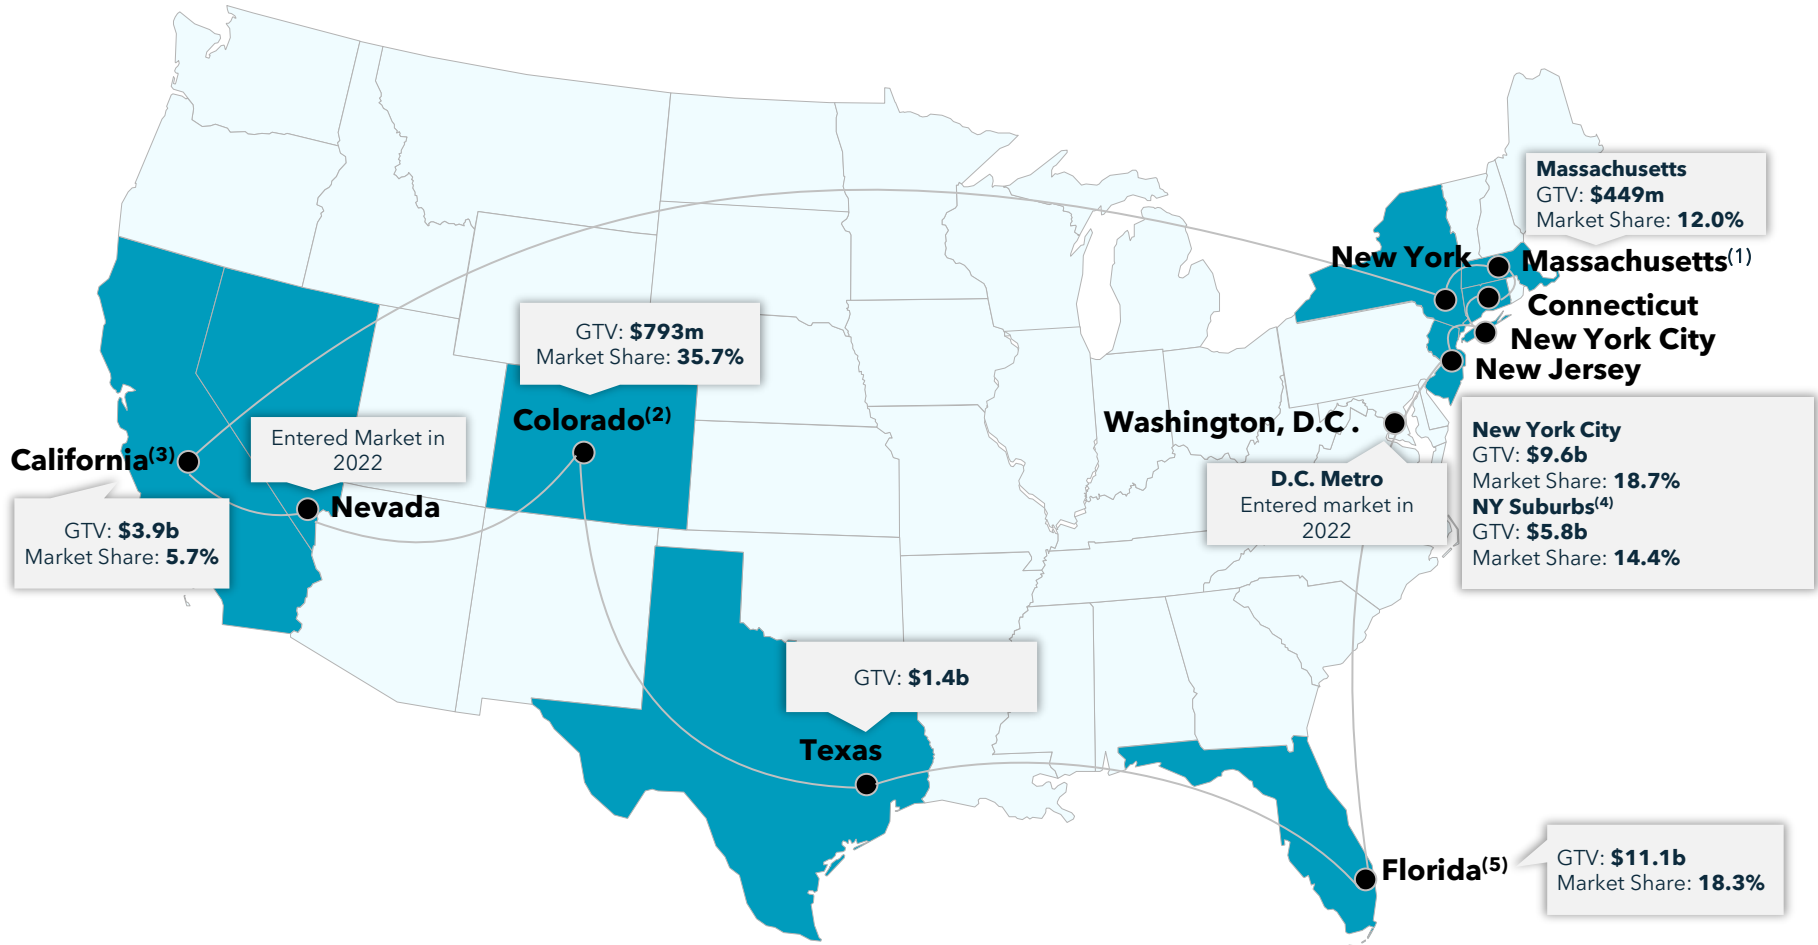 Massachusetts
GTV: $449m
Market Share: 12.0%
New York
Massachusetts(1)
Connecticut
New York City
New Jersey
GTV: $793m
Market Share: 35.7%
Colorado(2)
Washington, D.C.
Entered Market in
2022
California(3)
Nevada
GTV: $3.9b
Market Share: 5.7%
D.C. Metro
Entered market in
2022
New York City
GTV: $9.6b
Market Share: 18.7%
NY Suburbs(4)
GTV: $5.8b
Market Share: 14.4%
GTV: $1.4b
Texas
Florida(5)
GTV: $11.1b
Market Share: 18.3%